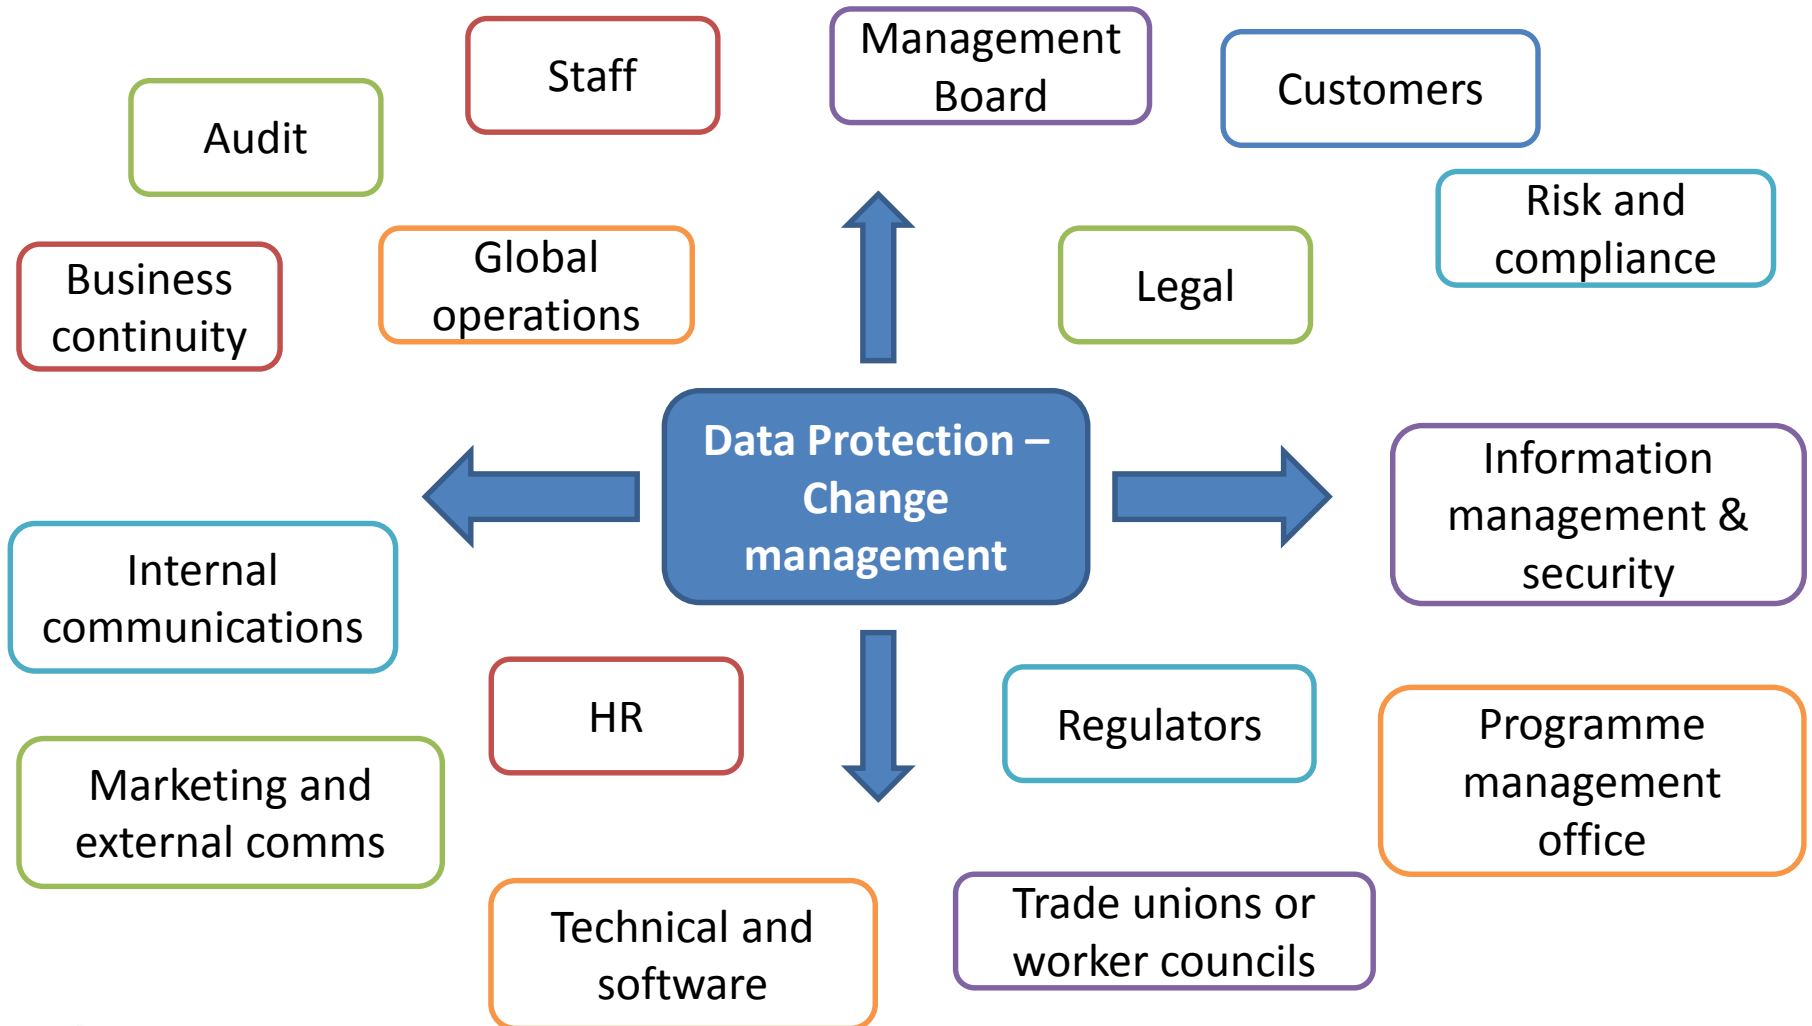 Staff
Management
Board
Customers
Audit
Risk and
compliance
Business
continuity
Global
operations
Legal
Data Protection –
Change
management
Information
management &
security
Internal
communications
HR
Regulators
Programme
management
office
Marketing and
external comms
Technical and
software
Trade unions or
worker councils